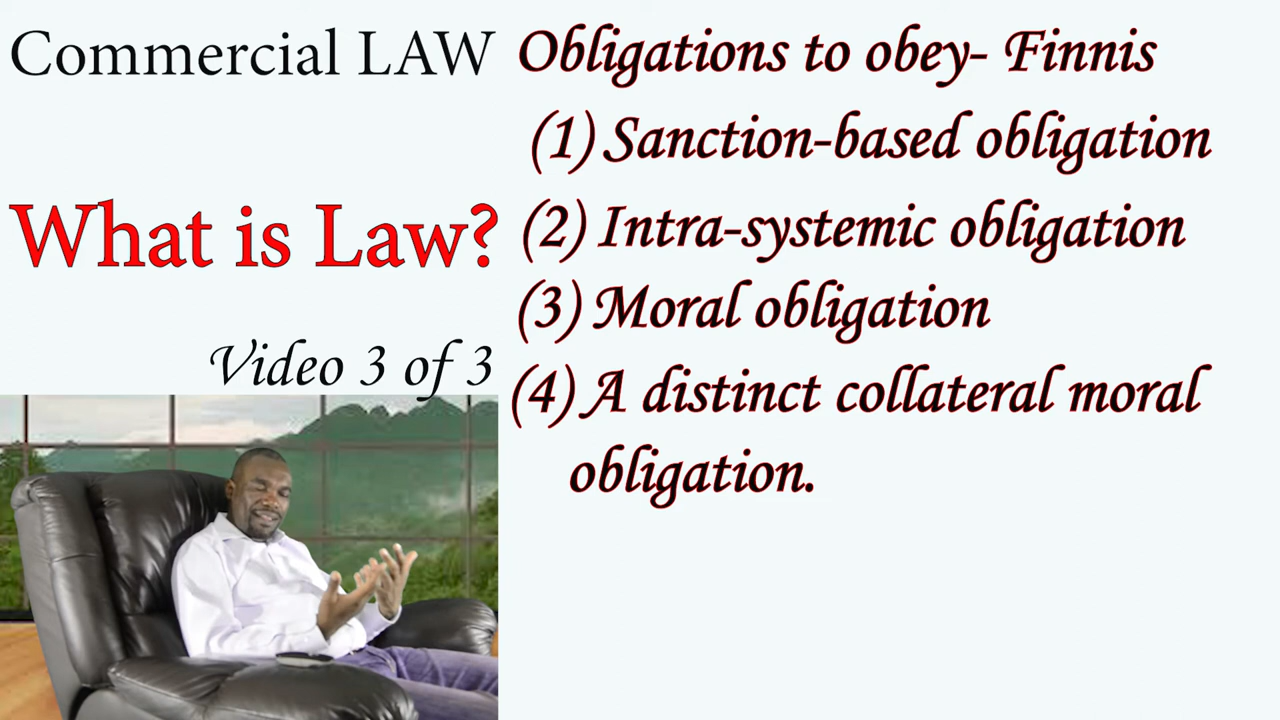 Commercial LAW
What is Law?
Video 3 of 3
Obligations to obey- Finnis
(1) Sanction-based obligation
(2) Intra-systemic obligation
(3) Moral obligation
(4) A distinct collateral moral
obligation.